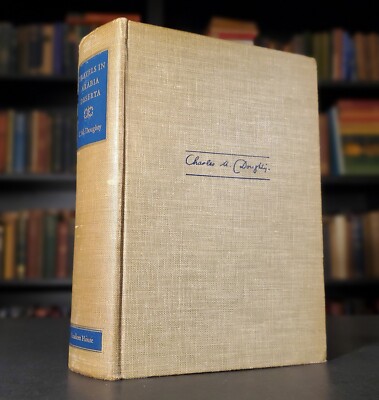 TRAVELS IN
ARABIA
DESERTA
C.M. Doughty
Random House
Charles M. Doughty.